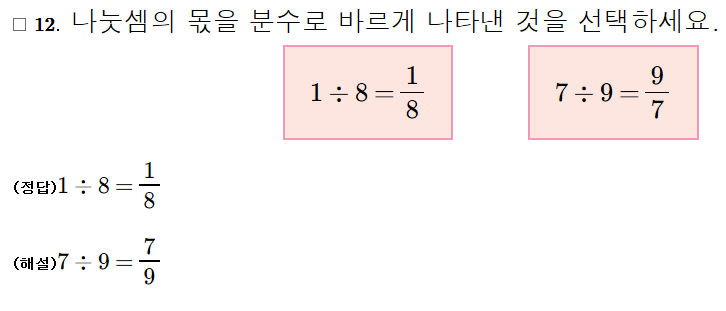 □ 12. 나눗셈의 몫을 분수로 바르게 나타낸 것을 선택하세요.
1 ÷ 8 = 1/8 7 ÷ 9 = 9/7
(정답)1 ÷ 8 = 1/8
(해설)7 ÷ 9 = 7/9